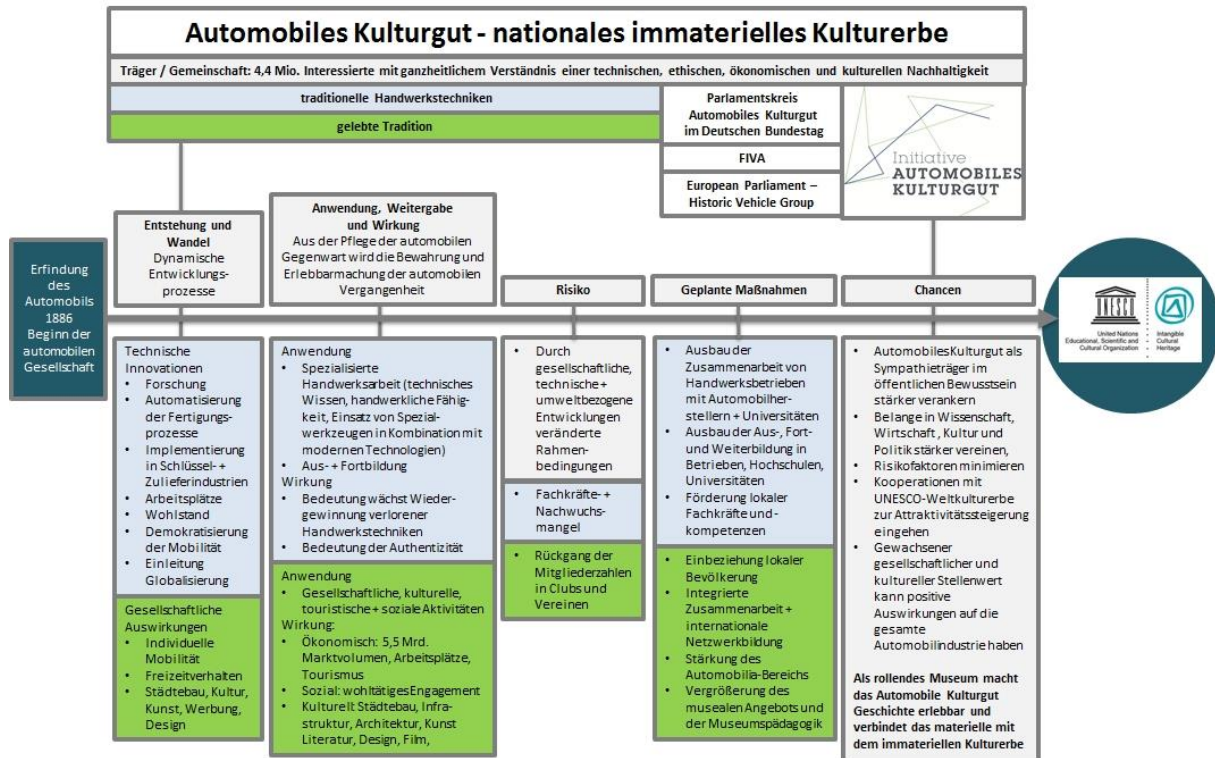 Automobiles Kulturgut - nationales immaterielles Kulturerbe
Träger / Gemeinschaft: 4,4 Mio. Interessierte mit ganzheitlichem Verständnis einer technischen, ethischen, ökonomischen und kulturellen Nachhaltigkeit
traditionelle Handwerkstechniken
gelebte Tradition
Parlamentskreis
Automobiles Kulturgut
im Deutschen Bundestag
FIVA
European Parliament –
Historic Vehicle Group
Initiative
AUTOMOBILES
KULTURGUT
Erfindung
des
Automobils
1886
Beginn der
automobilen
Gesellschaft
Entstehung und
Wandel
Dynamische
Entwicklungs-
prozesse
Anwendung, Weitergabe
und Wirkung
Aus der Pflege der automobilen
Gegenwart wird die Bewahrung und
Erlebbarmachung der automobilen
Vergangenheit
Risiko
Geplante Maßnahmen
Chancen
UNESCO
United Nations
Educational, Scientific and
Cultural Organization
Intangible
Cultural
Heritage
Technische
Innovationen
• Forschung
• Automatisierung
der Fertigungs-
prozesse
• Implementierung
in Schlüssel- +
Zulieferindustrien
• Arbeitsplätze
• Wohlstand
• Demokratisierung
der Mobilität
• Einleitung
Globalisierung
Gesellschaftliche
Auswirkungen
• Individuelle
Mobilität
• Freizeitverhalten
• Städtebau, Kultur,
Kunst, Werbung,
Design
Anwendung
• Spezialisierte
Handwerksarbeit (technisches
Wissen, handwerkliche Fähig-
keit, Einsatz von Spezial-
werkzeugen in Kombination mit
modernen Technologien)
• Aus- + Fortbildung
Wirkung
• Bedeutung wächst Wieder-
gewinnung verlorener
Handwerkstechniken
• Bedeutung der Authentizität
Anwendung
• Gesellschaftliche, kulturelle,
touristische + soziale Aktivitäten
Wirkung:
• Ökonomisch: 5,5 Mrd.
Marktvolumen, Arbeitsplätze,
Tourismus
• Sozial: wohltätiges Engagement
• Kulturell: Städtebau, Infra-
struktur, Architektur, Kunst
Literatur, Design, Film,
• Durch
gesellschaftliche,
technische +
umweltbezogene
Entwicklungen
veränderte
Rahmen-
bedingungen
• Fachkräfte- +
Nachwuchs-
mangel
• Rückgang der
Mitgliederzahlen
in Clubs und
Vereinen
• Ausbau der
Zusammenarbeit von
Handwerksbetrieben
mit Automobilher-
stellern + Universitäten
• Ausbau der Aus-, Fort-
und Weiterbildung in
Betrieben, Hochschulen,
Universitäten
• Förderung lokaler
Fachkräfte und-
kompetenzen
• Einbeziehung lokaler
Bevölkerung
• Integrierte
Zusammenarbeit +
internationale
Netzwerkbildung
• Stärkung des
Automobilia-Bereichs
• Vergrößerung des
musealen Angebots und
der Museumspädagogik
• Automobiles Kulturgut als
Sympathieträger im
öffentlichen Bewusstsein
stärker verankern
• Belange in Wissenschaft,
Wirtschaft, Kultur und
Politik stärker vereinen,
• Risikofaktoren minimieren
• Kooperationen mit
UNESCO-Weltkulturerbe
zur Attraktivitätssteigerung
eingehen
• Gewachsener
gesellschaftlicher und
kultureller Stellenwert
kann positive
Auswirkungen auf die
gesamte
Automobilindustrie haben
Als rollendes Museum macht
das Automobile Kulturgut
Geschichte erlebbar und
verbindet das materielle mit
dem immateriellen Kulturerbe